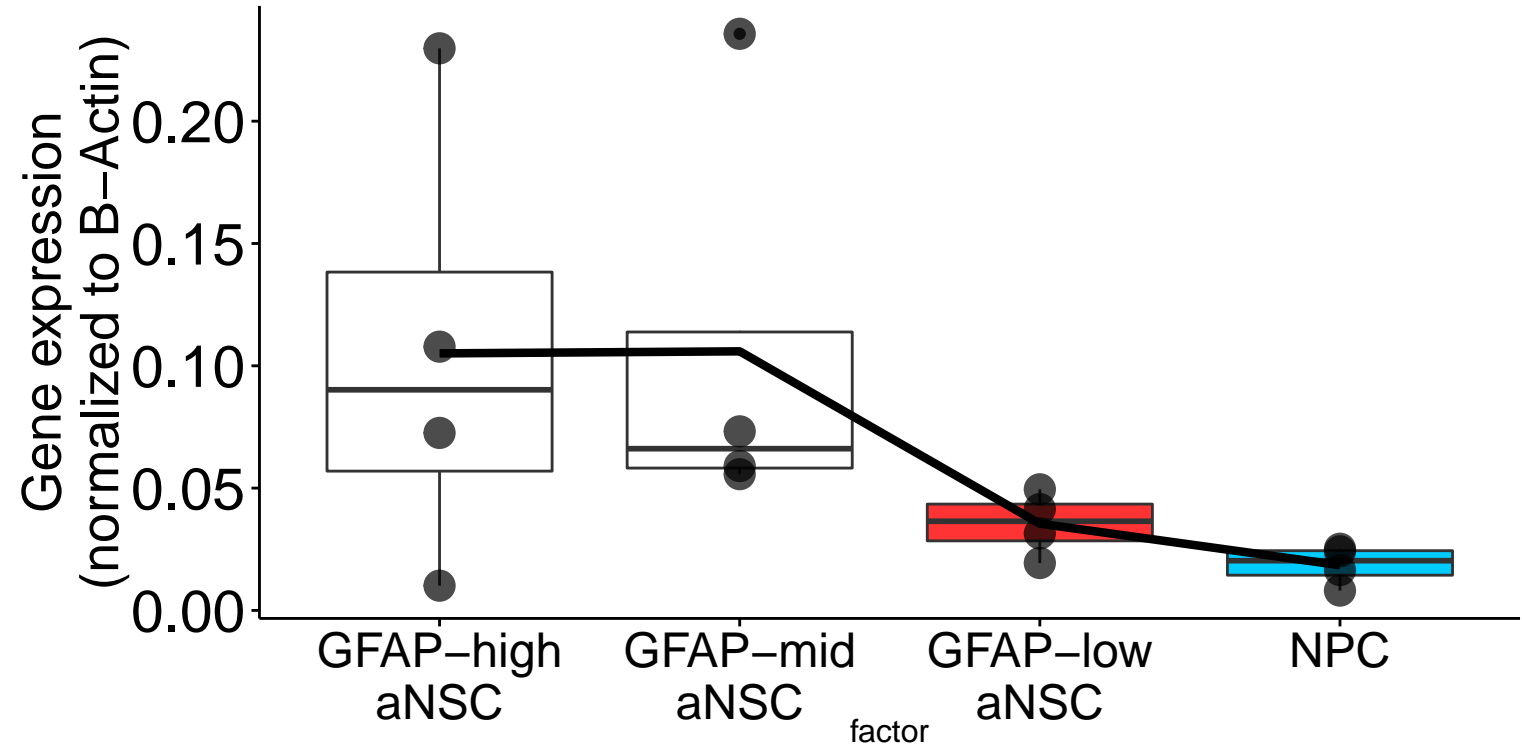 Gene expression
(normalized to B−Actin)
0.20
0.15
0.10
0.05
0.00
GFAP−high
aNSC
GFAP−mid
aNSC
GFAP−low
aNSC
NPC
factor